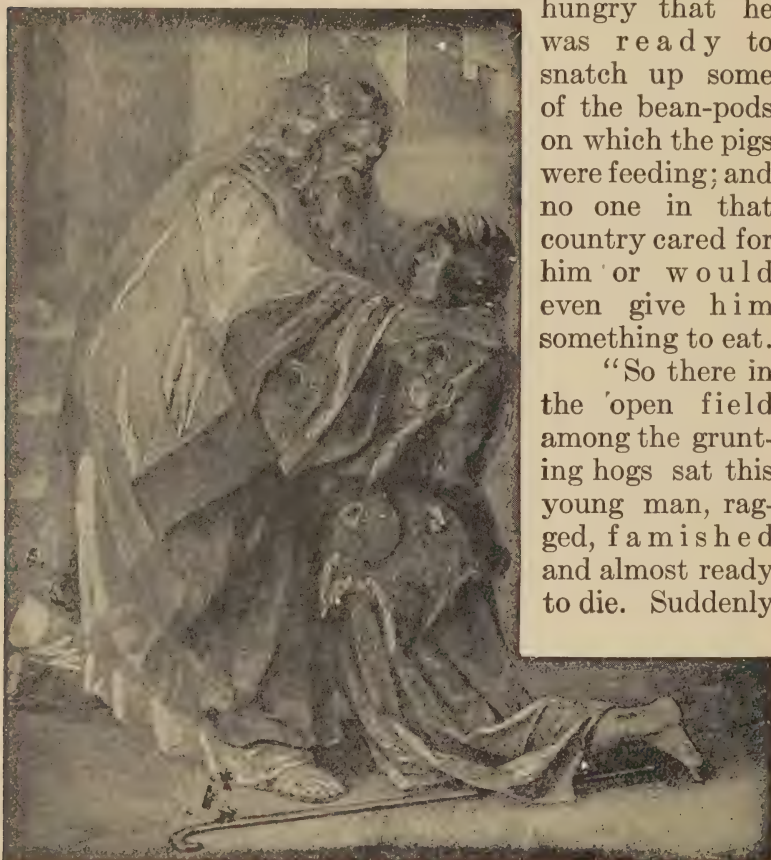 hungry that he
was ready to
snatch up some
of the bean-pods
on which the pigs
were feeding; and
no one in that
country cared for
him or would
even give him
something to eat.
“So there in
the open field
among the grunt-
ing hogs sat this
young man, rag-
ged, famished
and almost ready
to die. Suddenly